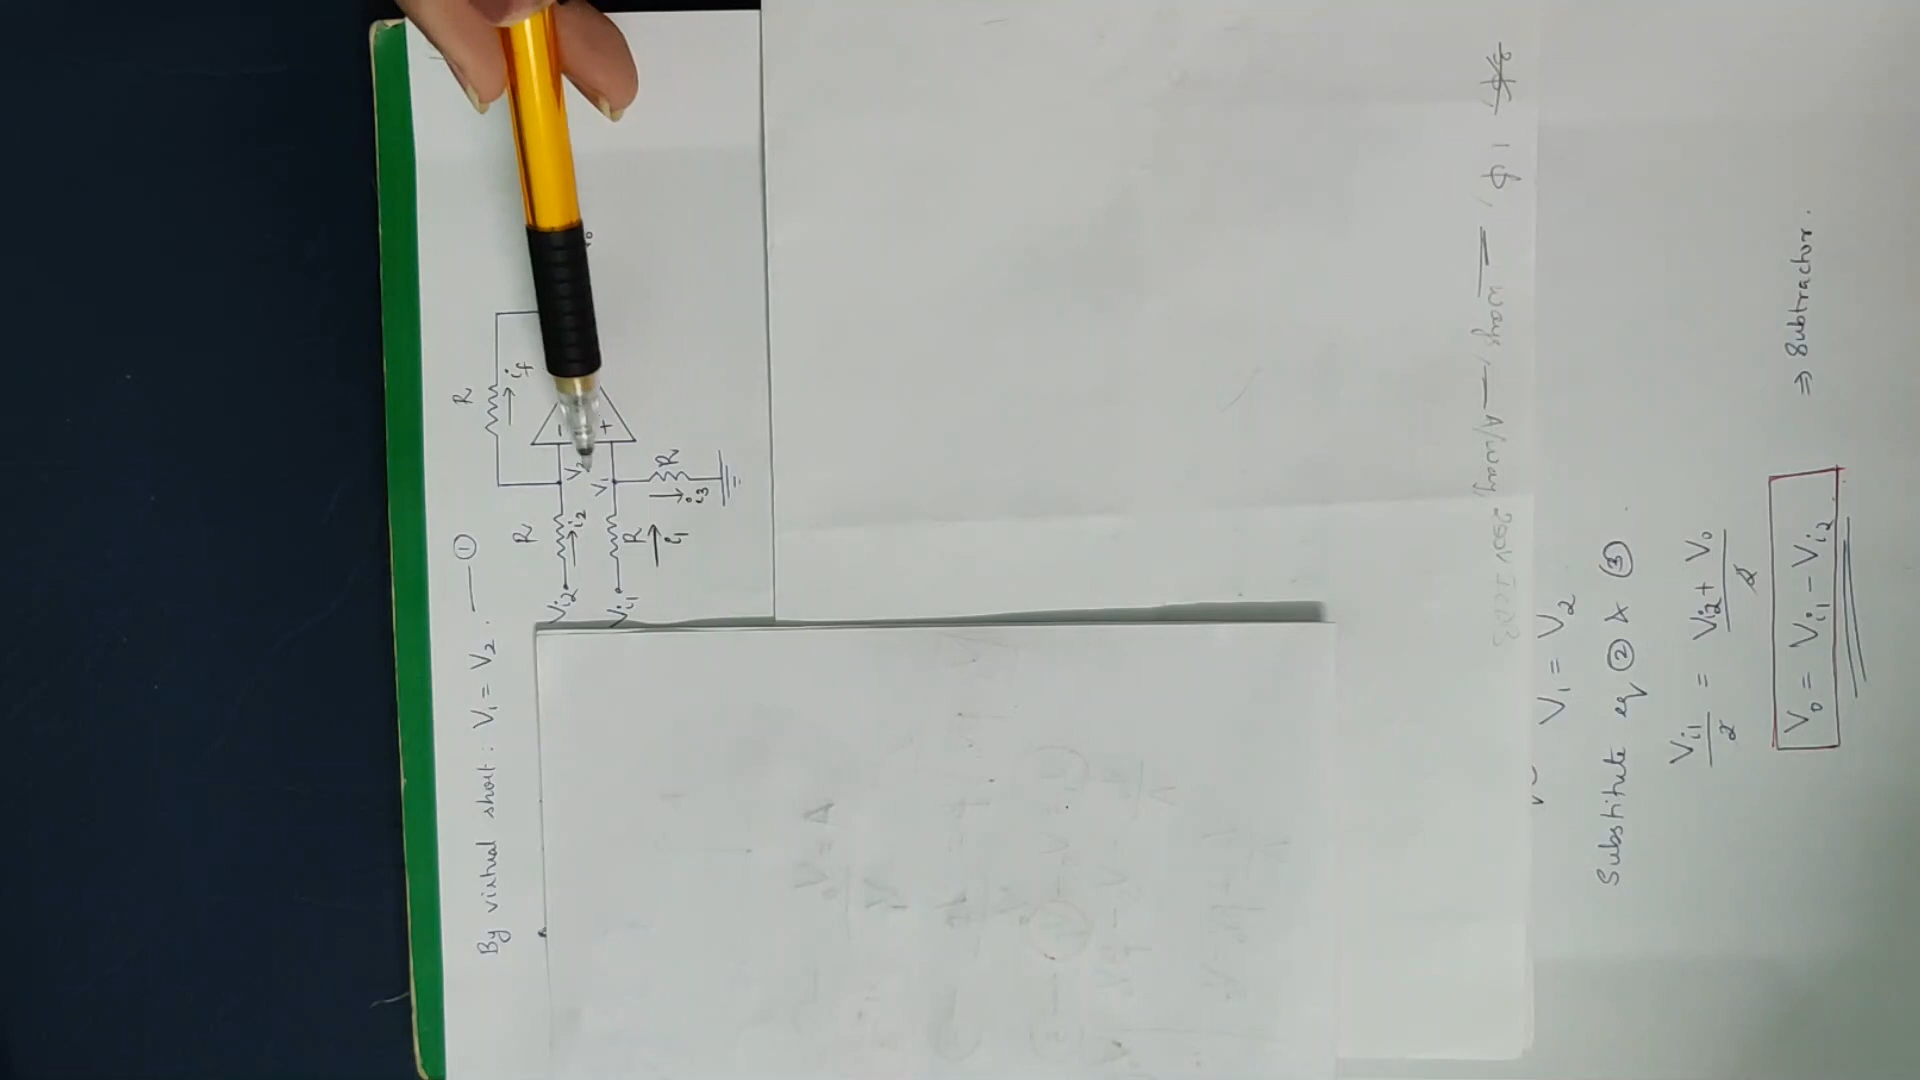 By virtual short : V₁ = V₂ . — ①
R
if
R
i₂
Vi2
V₂
−
Vi1
V₁
+
R
i₁
R
i₃
V₁ = V₂
Substitute eq ② & ③ .
Vi1/2 = Vi2 + V₀/2
V₀ = Vi1 − Vi2 ⇒ Subtractor.